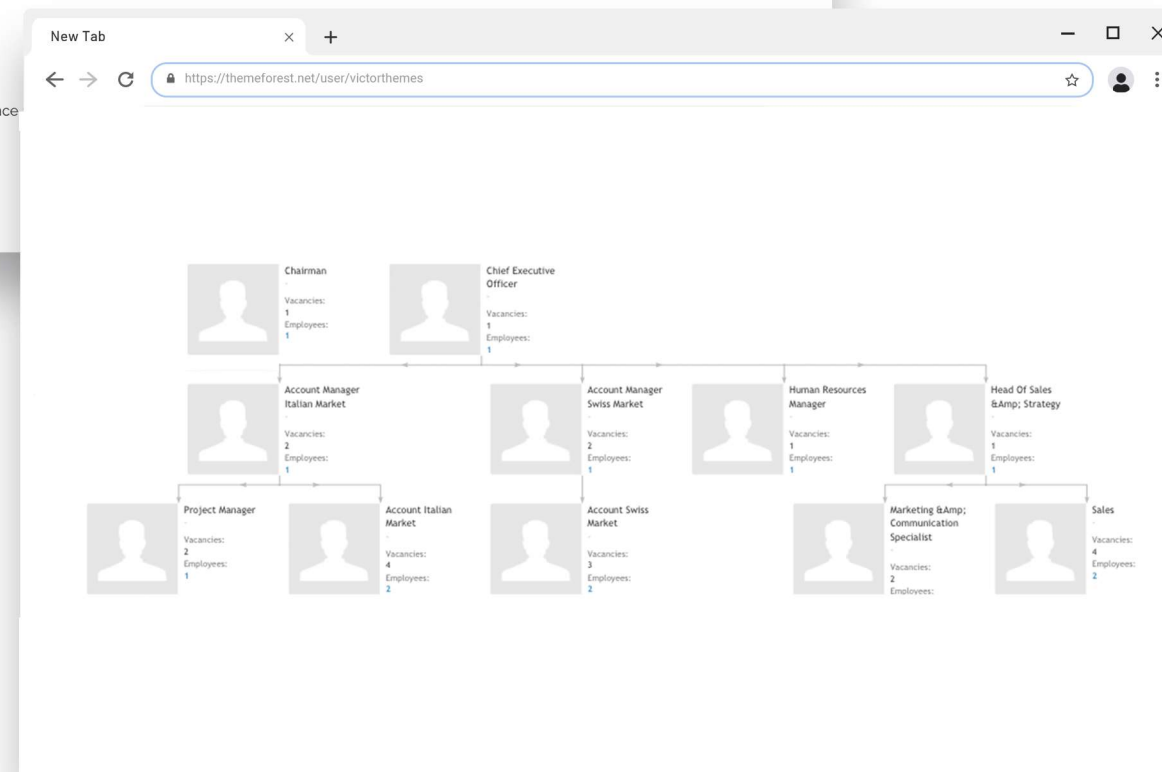 New Tab
https://themeforest.net/user/victorthemes
Chairman
Vacancies:
1
Employees:
1
Chief Executive
Officer
Vacancies:
1
Employees:
1
Account Manager
Italian Market
Vacancies:
2
Employees:
1
Account Manager
Swiss Market
Vacancies:
2
Employees:
1
Human Resources
Manager
Vacancies:
1
Employees:
1
Head Of Sales
&Amp; Strategy
Vacancies:
1
Employees:
1
Project Manager
Vacancies:
2
Employees:
1
Account Italian
Market
Vacancies:
4
Employees:
2
Account Swiss
Market
Vacancies:
3
Employees:
2
Marketing &Amp;
Communication
Specialist
Vacancies:
2
Employees:
Sales
Vacancies:
4
Employees:
2